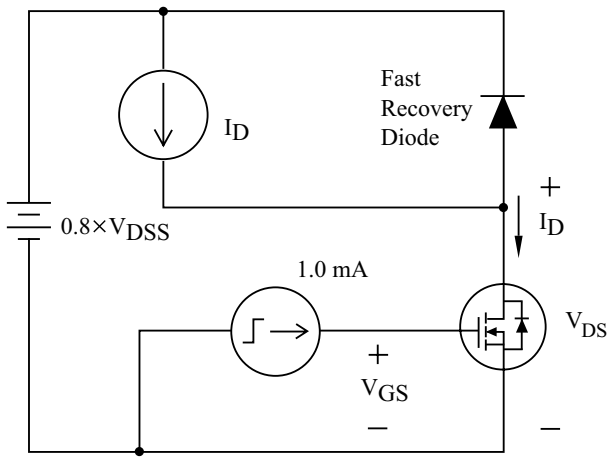 Fast
Recovery
Diode
I_D
+
I_D
0.8×V_DSS
1.0 mA
V_DS
+
V_GS
−
−